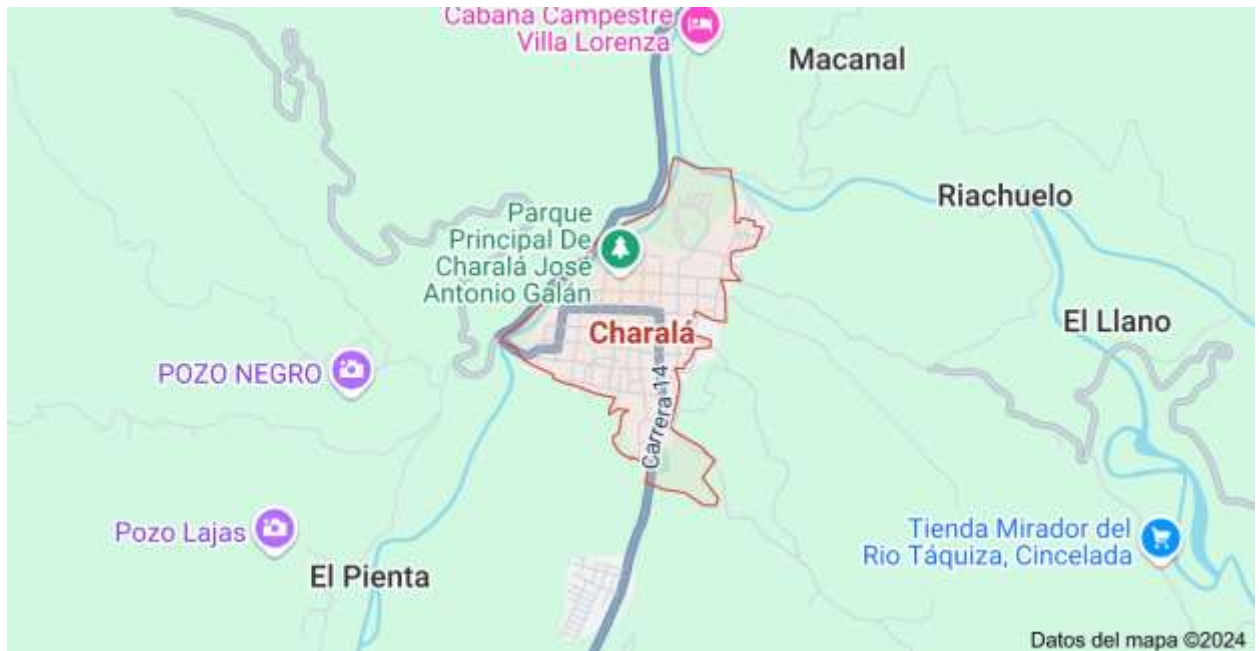 Cabana Campestre
Villa Lorenza
Macanal
Riachuelo
Parque
Principal De
Charalá José
Antonio Galán
El Llano
Charalá
POZO NEGRO
Carrera 14
Pozo Lajas
Tienda Mirador del
Rio Táquiza, Cincelada
El Pienta
Datos del mapa ©2024